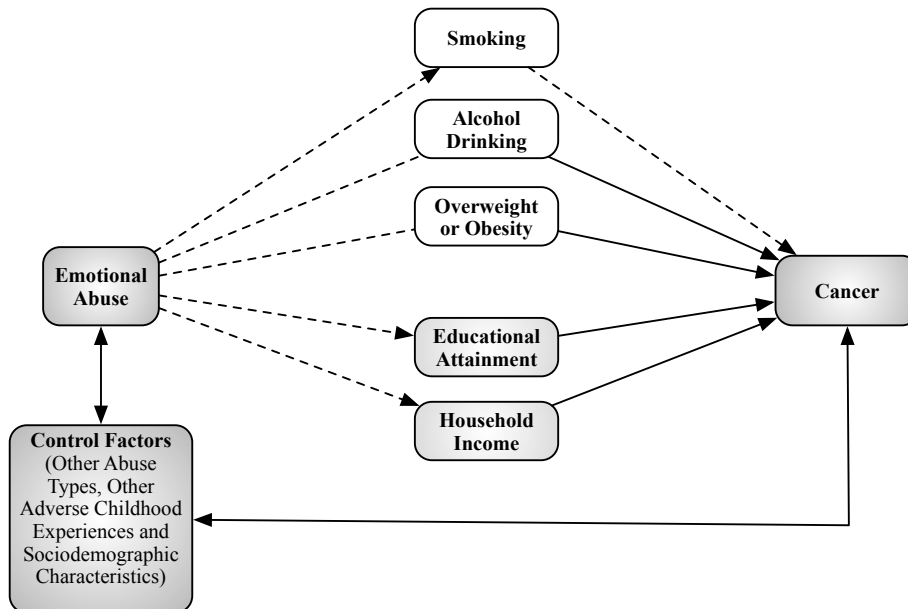 Smoking
Alcohol
Drinking
Overweight
or Obesity
Emotional
Abuse
Cancer
Educational
Attainment
Household
Income
Control Factors
(Other Abuse
Types, Other
Adverse Childhood
Experiences and
Sociodemographic
Characteristics)